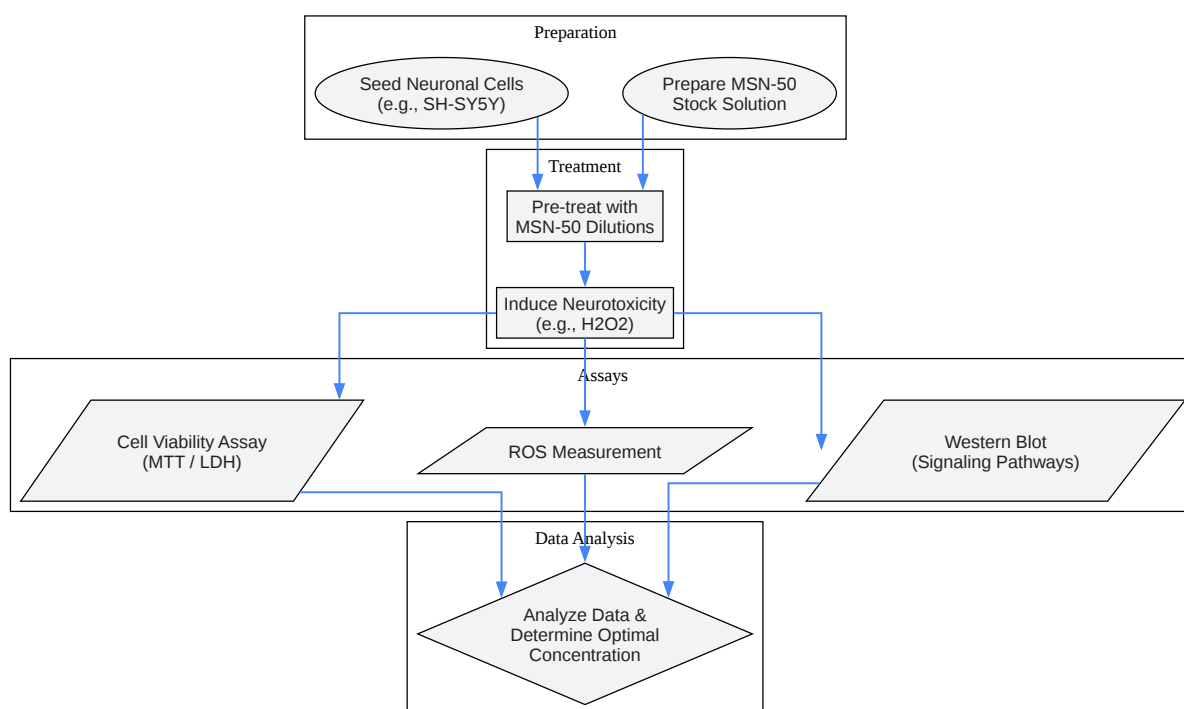 Preparation
Seed Neuronal Cells
(e.g., SH-SY5Y)
Prepare MSN-50
Stock Solution
Treatment
Pre-treat with
MSN-50 Dilutions
Induce Neurotoxicity
(e.g., H2O2)
Assays
Cell Viability Assay
(MTT / LDH)
ROS Measurement
Western Blot
(Signaling Pathways)
Data Analysis
Analyze Data &
Determine Optimal
Concentration